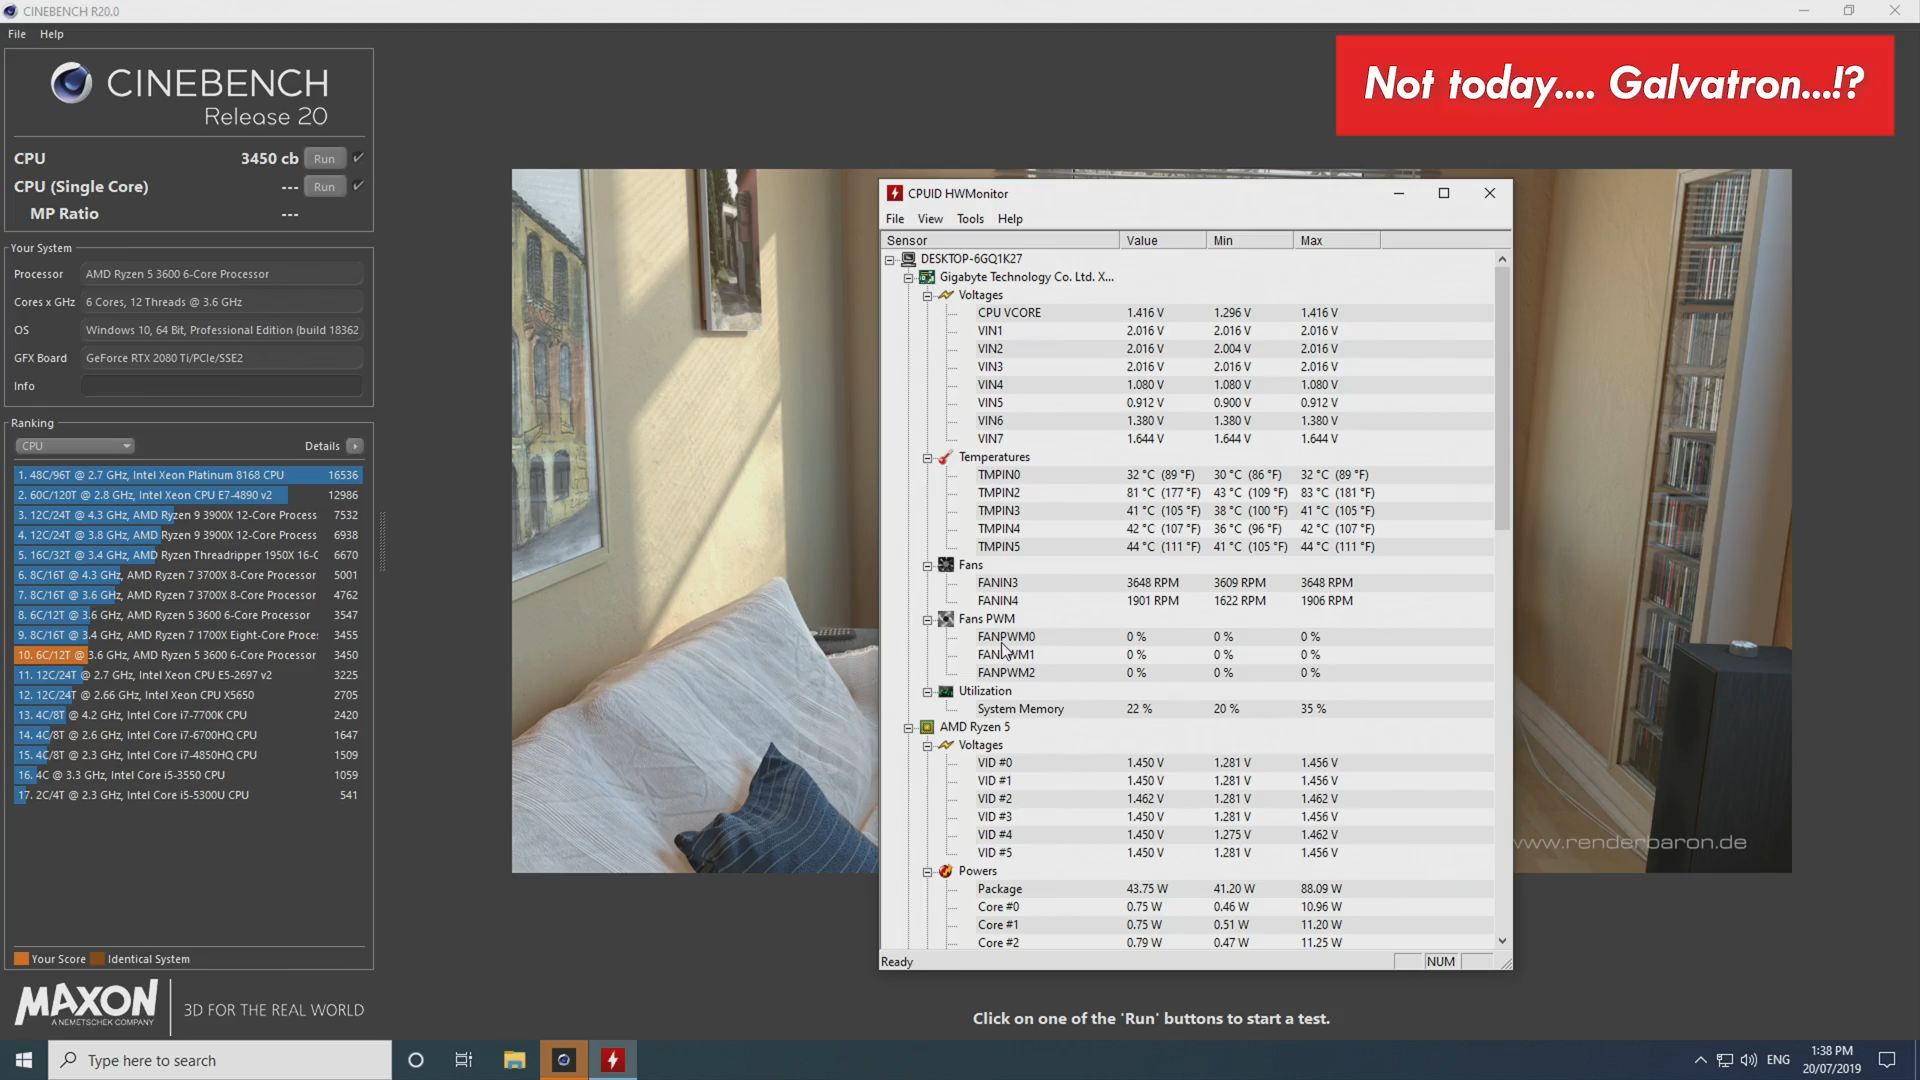 CINEBENCH R20.0
File Help
Not today.... Galvatron...!?
CINEBENCH
Release 20
CPU 3450 cb Run
CPU (Single Core) --- Run
MP Ratio ---
Your System
Processor AMD Ryzen 5 3600 6-Core Processor
Cores x GHz 6 Cores, 12 Threads @ 3.6 GHz
OS Windows 10, 64 Bit, Professional Edition (build 18362
GFX Board GeForce RTX 2080 Ti/PCIe/SSE2
Info
Ranking
CPU Details
1. 48C/96T @ 2.7 GHz, Intel Xeon Platinum 8168 CPU 16536
2. 60C/120T @ 2.8 GHz, Intel Xeon CPU E7-4890 v2 12986
3. 12C/24T @ 4.3 GHz, AMD Ryzen 9 3900X 12-Core Process 7532
4. 12C/24T @ 3.8 GHz, AMD Ryzen 9 3900X 12-Core Process 6938
5. 16C/32T @ 3.4 GHz, AMD Ryzen Threadripper 1950X 16-C 6670
6. 8C/16T @ 4.3 GHz, AMD Ryzen 7 3700X 8-Core Processor 5001
7. 8C/16T @ 3.6 GHz, AMD Ryzen 7 3700X 8-Core Processor 4762
8. 6C/12T @ 3.6 GHz, AMD Ryzen 5 3600 6-Core Processor 3547
9. 8C/16T @ 3.4 GHz, AMD Ryzen 7 1700X Eight-Core Proces 3455
10. 6C/12T @ 3.6 GHz, AMD Ryzen 5 3600 6-Core Processor 3450
11. 12C/24T @ 2.7 GHz, Intel Xeon CPU E5-2697 v2 3225
12. 12C/24T @ 2.66 GHz, Intel Xeon CPU X5650 2705
13. 4C/8T @ 4.2 GHz, Intel Core i7-7700K CPU 2420
14. 4C/8T @ 2.6 GHz, Intel Core i7-6700HQ CPU 1647
15. 4C/8T @ 2.3 GHz, Intel Core i7-4850HQ CPU 1509
16. 4C @ 3.3 GHz, Intel Core i5-3550 CPU 1059
17. 2C/4T @ 2.3 GHz, Intel Core i5-5300U CPU 541
Your Score Identical System
MAXON
A NEMETSCHEK COMPANY
3D FOR THE REAL WORLD
CPUID HWMonitor
File View Tools Help
Sensor Value Min Max
DESKTOP-6GQ1K27
Gigabyte Technology Co. Ltd. X...
Voltages
CPU VCORE 1.416 V 1.296 V 1.416 V
VIN1 2.016 V 2.016 V 2.016 V
VIN2 2.016 V 2.004 V 2.016 V
VIN3 2.016 V 2.016 V 2.016 V
VIN4 1.080 V 1.080 V 1.080 V
VIN5 0.912 V 0.900 V 0.912 V
VIN6 1.380 V 1.380 V 1.380 V
VIN7 1.644 V 1.644 V 1.644 V
Temperatures
TMPIN0 32 °C (89 °F) 30 °C (86 °F) 32 °C (89 °F)
TMPIN2 81 °C (177 °F) 43 °C (109 °F) 83 °C (181 °F)
TMPIN3 41 °C (105 °F) 38 °C (100 °F) 41 °C (105 °F)
TMPIN4 42 °C (107 °F) 36 °C (96 °F) 42 °C (107 °F)
TMPIN5 44 °C (111 °F) 41 °C (105 °F) 44 °C (111 °F)
Fans
FANIN3 3648 RPM 3609 RPM 3648 RPM
FANIN4 1901 RPM 1622 RPM 1906 RPM
Fans PWM
FANPWM0 0 % 0 % 0 %
FANPWM1 0 % 0 % 0 %
FANPWM2 0 % 0 % 0 %
Utilization
System Memory 22 % 20 % 35 %
AMD Ryzen 5
Voltages
VID #0 1.450 V 1.281 V 1.456 V
VID #1 1.450 V 1.281 V 1.456 V
VID #2 1.462 V 1.281 V 1.462 V
VID #3 1.450 V 1.281 V 1.456 V
VID #4 1.450 V 1.275 V 1.462 V
VID #5 1.450 V 1.281 V 1.456 V
Powers
Package 43.75 W 41.20 W 88.09 W
Core #0 0.75 W 0.46 W 10.96 W
Core #1 0.75 W 0.51 W 11.20 W
Core #2 0.79 W 0.47 W 11.25 W
Ready NUM
www.renderbaron.de
Click on one of the 'Run' buttons to start a test.
Type here to search
ENG
1:38 PM
20/07/2019